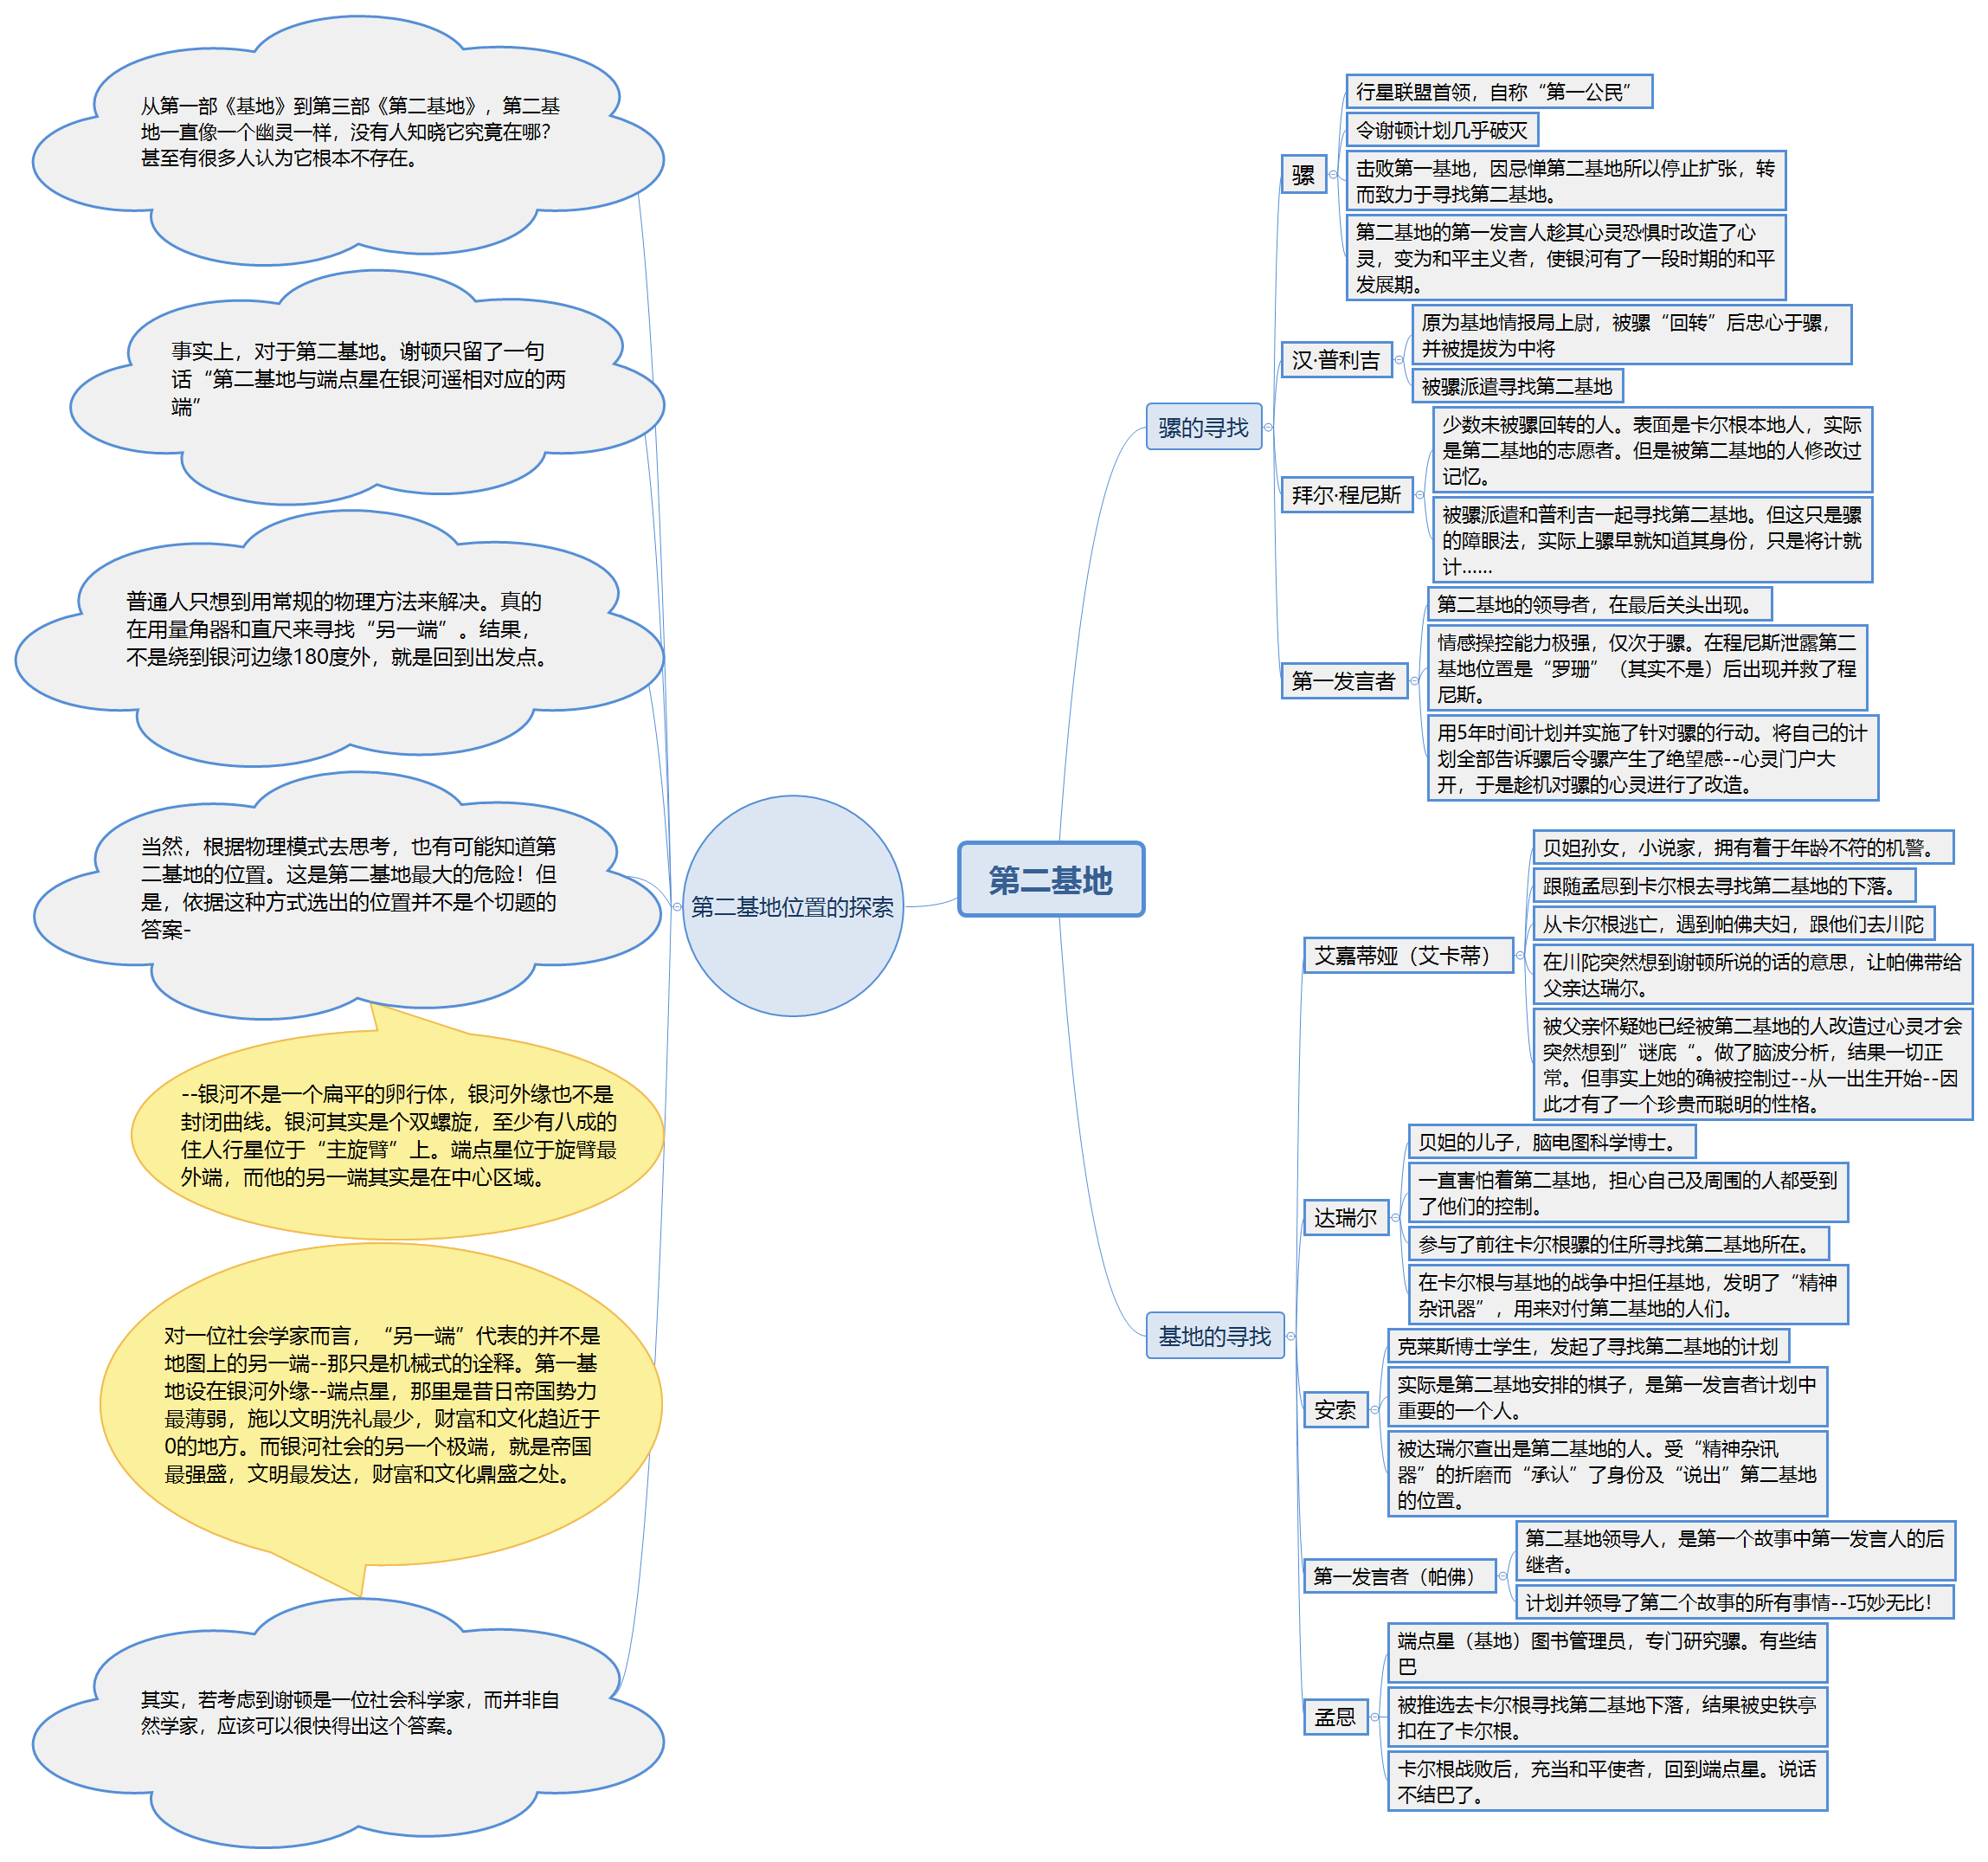 从第一部《基地》到第三部《第二基地》，第二基
地一直像一个幽灵一样，没有人知晓它究竟在哪？
甚至有很多人认为它根本不存在。
事实上，对于第二基地。谢顿只留了一句
话“第二基地与端点星在银河遥相对应的两
端”
普通人只想到用常规的物理方法来解决。真的
在用量角器和直尺来寻找“另一端”。结果，
不是绕到银河边缘180度外，就是回到出发点。
当然，根据物理模式去思考，也有可能知道第
二基地的位置。这是第二基地最大的危险！但
是，依据这种方式选出的位置并不是个切题的
答案-
--银河不是一个扁平的卵行体，银河外缘也不是
封闭曲线。银河其实是个双螺旋，至少有八成的
住人行星位于“主旋臂”上。端点星位于旋臂最
外端，而他的另一端其实是在中心区域。
对一位社会学家而言，“另一端”代表的并不是
地图上的另一端--那只是机械式的诠释。第一基
地设在银河外缘--端点星，那里是昔日帝国势力
最薄弱，施以文明洗礼最少，财富和文化趋近于
0的地方。而银河社会的另一个极端，就是帝国
最强盛，文明最发达，财富和文化鼎盛之处。
其实，若考虑到谢顿是一位社会科学家，而并非自
然学家，应该可以很快得出这个答案。
第二基地位置的探索
第二基地
骡的寻找
骡
行星联盟首领，自称“第一公民”
令谢顿计划几乎破灭
击败第一基地，因忌惮第二基地所以停止扩张，转
而致力于寻找第二基地。
第二基地的第一发言人趁其心灵恐惧时改造了心
灵，变为和平主义者，使银河有了一段时期的和平
发展期。
汉·普利吉
原为基地情报局上尉，被骡“回转”后忠心于骡，
并被提拔为中将
被骡派遣寻找第二基地
拜尔·程尼斯
少数未被骡回转的人。表面是卡尔根本地人，实际
是第二基地的志愿者。但是被第二基地的人修改过
记忆。
被骡派遣和普利吉一起寻找第二基地。但这只是骡
的障眼法，实际上骡早就知道其身份，只是将计就
计……
第一发言者
第二基地的领导者，在最后关头出现。
情感操控能力极强，仅次于骡。在程尼斯泄露第二
基地位置是“罗珊”（其实不是）后出现并救了程
尼斯。
用5年时间计划并实施了针对骡的行动。将自己的计
划全部告诉骡后令骡产生了绝望感--心灵门户大
开，于是趁机对骡的心灵进行了改造。
基地的寻找
艾嘉蒂娅（艾卡蒂）
贝妲孙女，小说家，拥有着于年龄不符的机警。
跟随孟恩到卡尔根去寻找第二基地的下落。
从卡尔根逃亡，遇到帕佛夫妇，跟他们去川陀
在川陀突然想到谢顿所说的话的意思，让帕佛带给
父亲达瑞尔。
被父亲怀疑她已经被第二基地的人改造过心灵才会
突然想到”谜底“。做了脑波分析，结果一切正
常。但事实上她的确被控制过--从一出生开始--因
此才有了一个珍贵而聪明的性格。
达瑞尔
贝妲的儿子，脑电图科学博士。
一直害怕着第二基地，担心自己及周围的人都受到
了他们的控制。
参与了前往卡尔根骡的住所寻找第二基地所在。
在卡尔根与基地的战争中担任基地，发明了“精神
杂讯器”，用来对付第二基地的人们。
安索
克莱斯博士学生，发起了寻找第二基地的计划
实际是第二基地安排的棋子，是第一发言者计划中
重要的一个人。
被达瑞尔查出是第二基地的人。受“精神杂讯
器”的折磨而“承认”了身份及“说出”第二基地
的位置。
第一发言者（帕佛）
第二基地领导人，是第一个故事中第一发言人的后
继者。
计划并领导了第二个故事的所有事情--巧妙无比！
孟恩
端点星（基地）图书管理员，专门研究骡。有些结
巴
被推选去卡尔根寻找第二基地下落，结果被史铁亭
扣在了卡尔根。
卡尔根战败后，充当和平使者，回到端点星。说话
不结巴了。